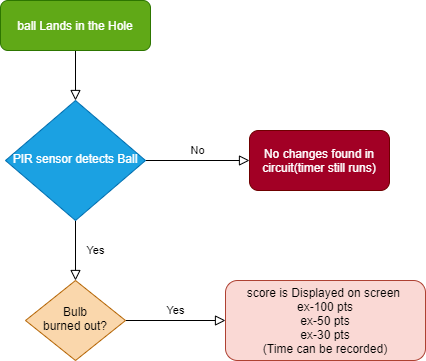 ball Lands in the Hole
PIR sensor detects Ball
No
No changes found in
circuit(timer still runs)
Yes
Bulb
burned out?
Yes
score is Displayed on screen
ex-100 pts
ex-50 pts
ex-30 pts
(Time can be recorded)